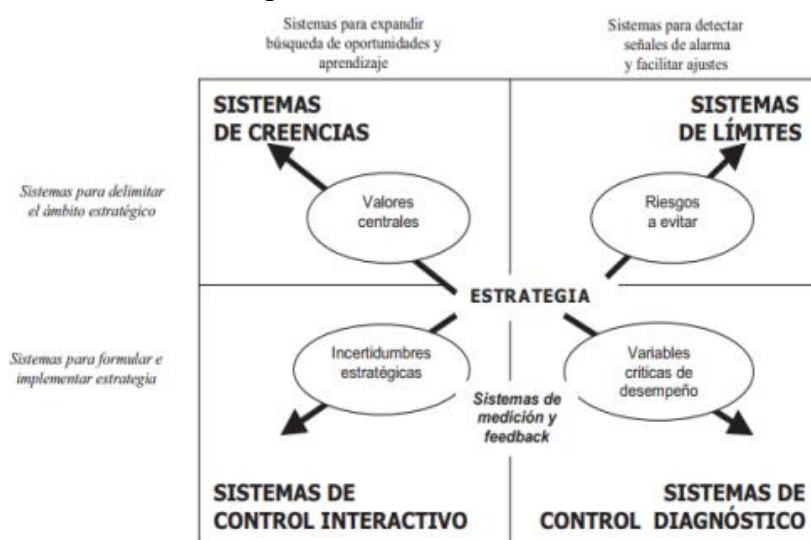 Sistemas para expandir
búsqueda de oportunidades y
aprendizaje
Sistemas para detectar
señales de alarma
y facilitar ajustes
SISTEMAS
DE CREENCIAS
SISTEMAS
DE LÍMITES
Sistemas para delimitar
el ámbito estratégico
Valores
centrales
Riesgos
a evitar
ESTRATEGIA
Sistemas para formular e
implementar estrategia
Incertidumbres
estratégicas
Variables
criticas de
desempeño
Sistemas de
medición y
feedback
SISTEMAS DE
CONTROL INTERACTIVO
SISTEMAS DE
CONTROL DIAGNÓSTICO